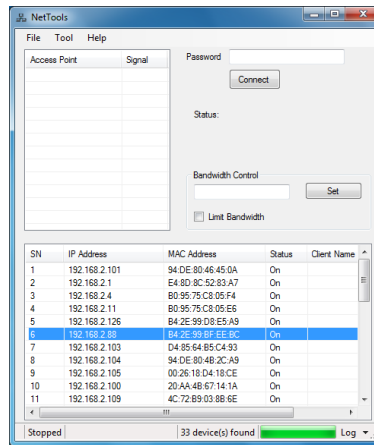 NetTools
File Tool Help
Access Point Signal
Password
Connect
Status:
Bandwidth Control
Set
Limit Bandwidth
SN IP Address MAC Address Status Client Name
1 192.168.2.101 94:DE:80:46:45:0A On
2 192.168.2.1 E4:8D:8C:52:83:A7 On
3 192.168.2.4 B0:95:75:C8:05:F4 On
4 192.168.2.11 B0:95:75:C8:05:E6 On
5 192.168.2.126 B4:2E:99:D8:E5:A9 On
6 192.168.2.88 B4:2E:99:BF:EE:BC On
7 192.168.2.103 D4:85:64:B5:C4:93 On
8 192.168.2.104 94:DE:80:4B:2C:A9 On
9 192.168.2.105 00:26:18:D4:18:CE On
10 192.168.2.100 20:AA:4B:67:14:1A On
11 192.168.2.109 4C:72:B9:03:8B:6E On
Stopped 33 device(s) found Log